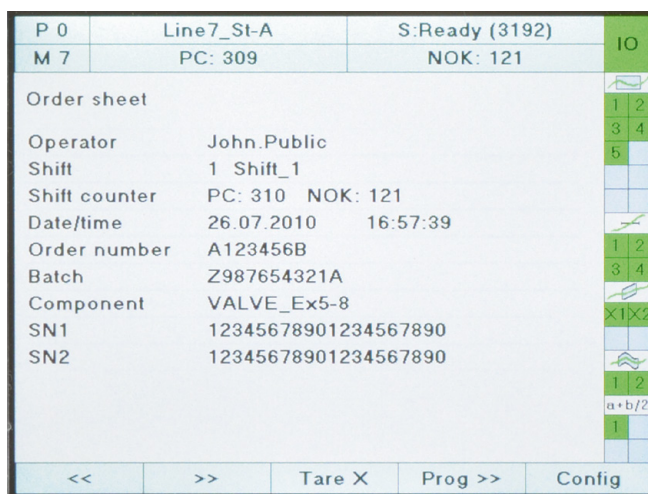 P 0 Line7_St-A S:Ready (3192) IO
M 7 PC: 309 NOK: 121
Order sheet
Operator John.Public
Shift 1 Shift_1
Shift counter PC: 310 NOK: 121
Date/time 26.07.2010 16:57:39
Order number A123456B
Batch Z987654321A
Component VALVE_Ex5-8
SN1 12345678901234567890
SN2 12345678901234567890
1 2
3 4
5
1 2
3 4
X1 X2
1 2
a+b/2
1
<< >> Tare X Prog >> Config